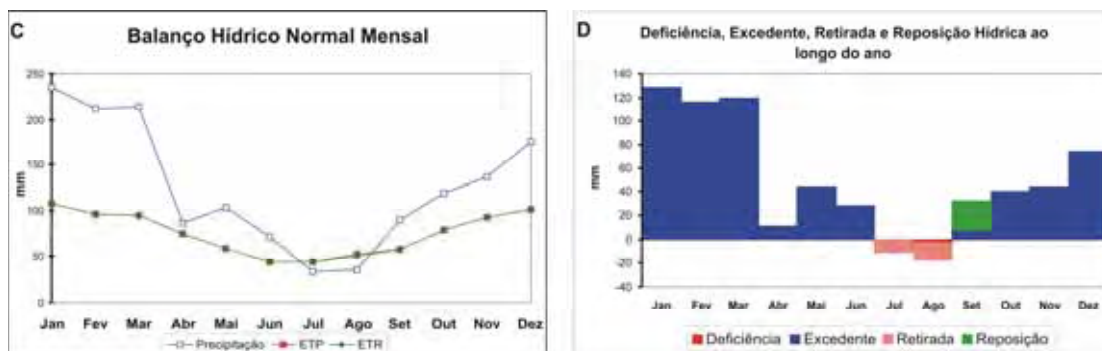 C
Balanço Hídrico Normal Mensal
250
200
150
100
50
0
mm
Jan Fev Mar Abr Mai Jun Jul Ago Set Out Nov Dez
Precipitação ETP ETR
D
Deficiência, Excedente, Retirada e Reposição Hídrica ao
longo do ano
140
120
100
80
60
40
20
0
-20
-40
mm
Jan Fev Mar Abr Mai Jun Jul Ago Set Out Nov Dez
Deficiência Excedente Retirada Reposição